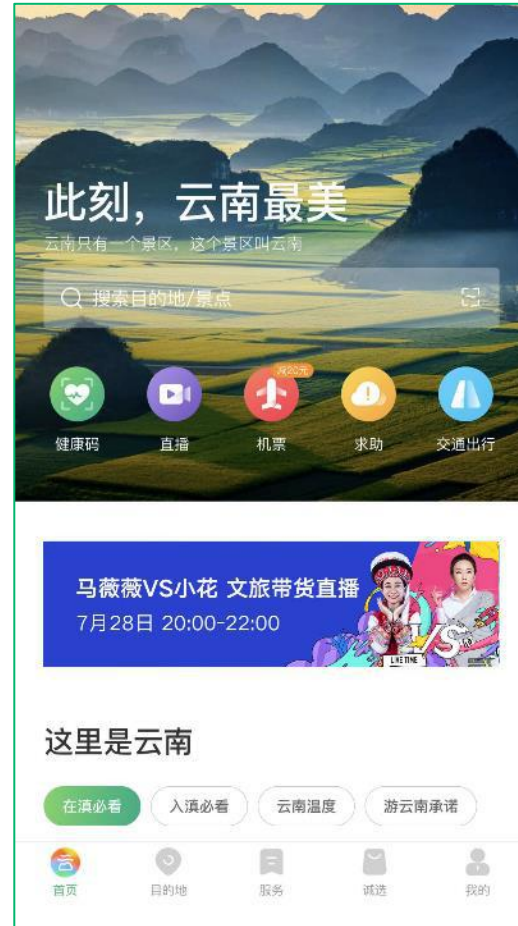 此刻，云南最美
云南只有一个景区，这个景区叫云南
搜索目的地/景点
减20元
健康码 直播 机票 求助 交通出行
马薇薇VS小花 文旅带货直播
7月28日 20:00-22:00
LIVE TIME
VS
这里是云南
在滇必看 入滇必看 云南温度 游云南承诺
云
首页 目的地 服务 诚选 我的